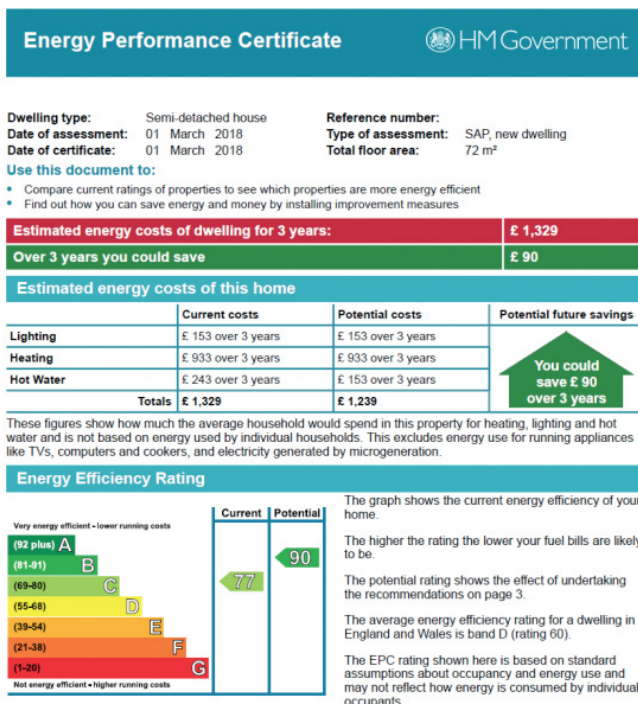 Energy Performance Certificate
HM Government
Dwelling type: Semi-detached house
Date of assessment: 01 March 2018
Date of certificate: 01 March 2018
Reference number:
Type of assessment: SAP, new dwelling
Total floor area: 72 m²
Use this document to:
• Compare current ratings of properties to see which properties are more energy efficient
• Find out how you can save energy and money by installing improvement measures
Estimated energy costs of dwelling for 3 years: £ 1,329
Over 3 years you could save £ 90
Estimated energy costs of this home
Current costs Potential costs Potential future savings
Lighting £ 153 over 3 years £ 153 over 3 years
Heating £ 933 over 3 years £ 933 over 3 years
Hot Water £ 243 over 3 years £ 153 over 3 years
Totals £ 1,329 £ 1,239
You could
save £ 90
over 3 years
These figures show how much the average household would spend in this property for heating, lighting and hot
water and is not based on energy used by individual households. This excludes energy use for running appliances
like TVs, computers and cookers, and electricity generated by microgeneration.
Energy Efficiency Rating
Current Potential
Very energy efficient - lower running costs
(92 plus) A
(81-91) B
(69-80) C
(55-68) D
(39-54) E
(21-38) F
(1-20) G
Not energy efficient - higher running costs
77
90
The graph shows the current energy efficiency of your
home.
The higher the rating the lower your fuel bills are likely
to be.
The potential rating shows the effect of undertaking
the recommendations on page 3.
The average energy efficiency rating for a dwelling in
England and Wales is band D (rating 60).
The EPC rating shown here is based on standard
assumptions about occupancy and energy use and
may not reflect how energy is consumed by individual
occupants.